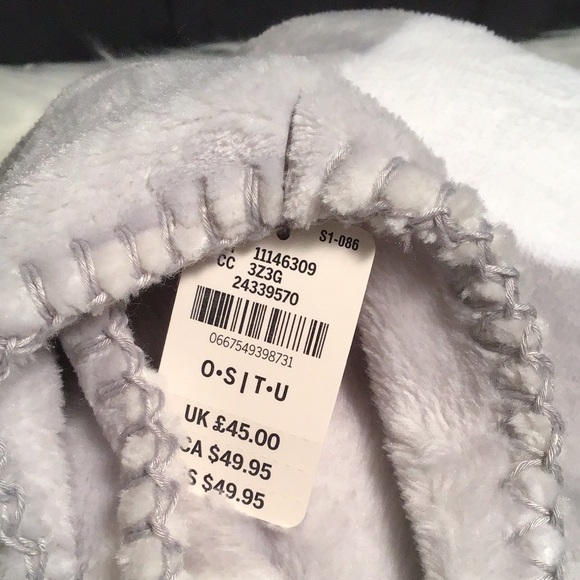 S1-086
11146309
CC 3Z3G
24339570
0667549398731
O•S|T•U
UK £45.00
CA $49.95
S $49.95